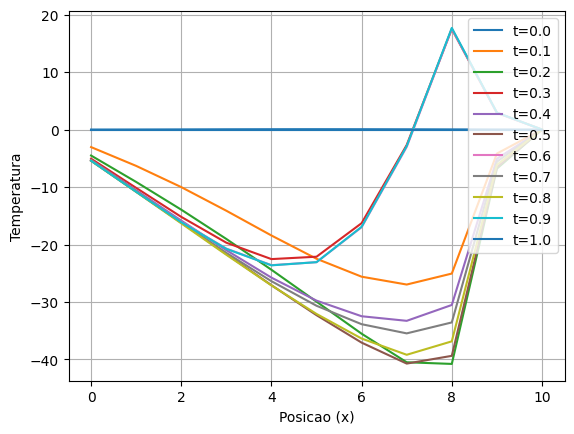 20
10
0
−10
−20
−30
−40
Temperatura
0
2
4
6
8
10
Posicao (x)
t=0.0
t=0.1
t=0.2
t=0.3
t=0.4
t=0.5
t=0.6
t=0.7
t=0.8
t=0.9
t=1.0